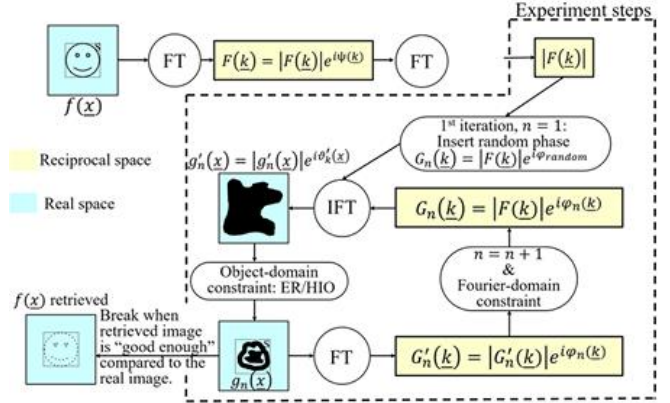 Experiment steps
S
FT
F(k) = |F(k)|e^{iψ(k)}
FT
|F(k)|
f(x)
1st iteration, n = 1:
Insert random phase
G_n(k) = |F(k)|e^{iφ_random}
Reciprocal space
Real space
g′_n(x) = |g′_n(x)|e^{iϑ′_k(x)}
IFT
G_n(k) = |F(k)|e^{iφ_n(k)}
Object-domain
constraint: ER/HIO
n = n + 1
&
Fourier-domain
constraint
f(x) retrieved
Break when
retrieved image
is “good enough”
compared to the
real image.
S
g_n(x)
FT
G′_n(k) = |G′_n(k)|e^{iφ_n(k)}